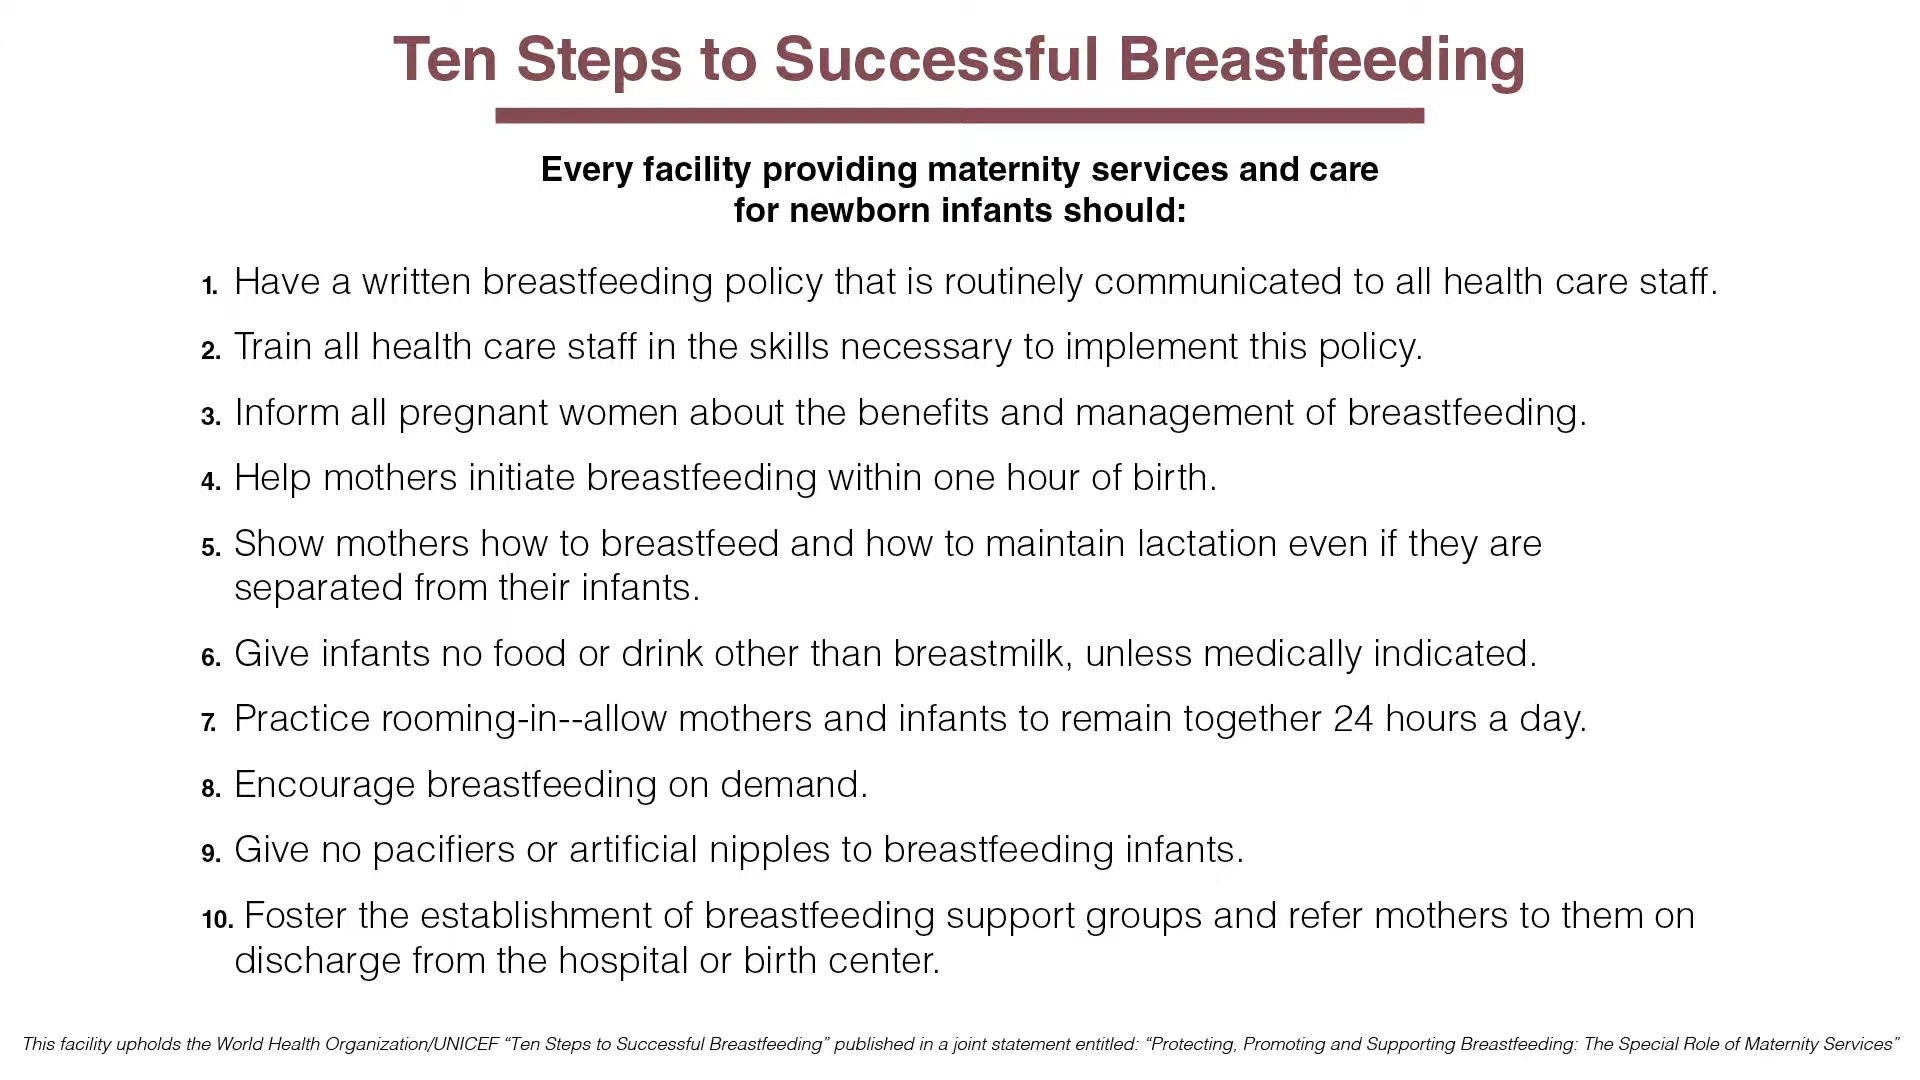 Ten Steps to Successful Breastfeeding
Every facility providing maternity services and care
for newborn infants should:
1. Have a written breastfeeding policy that is routinely communicated to all health care staff.
2. Train all health care staff in the skills necessary to implement this policy.
3. Inform all pregnant women about the benefits and management of breastfeeding.
4. Help mothers initiate breastfeeding within one hour of birth.
5. Show mothers how to breastfeed and how to maintain lactation even if they are
separated from their infants.
6. Give infants no food or drink other than breastmilk, unless medically indicated.
7. Practice rooming-in--allow mothers and infants to remain together 24 hours a day.
8. Encourage breastfeeding on demand.
9. Give no pacifiers or artificial nipples to breastfeeding infants.
10. Foster the establishment of breastfeeding support groups and refer mothers to them on
discharge from the hospital or birth center.
This facility upholds the World Health Organization/UNICEF “Ten Steps to Successful Breastfeeding” published in a joint statement entitled: “Protecting, Promoting and Supporting Breastfeeding: The Special Role of Maternity Services”